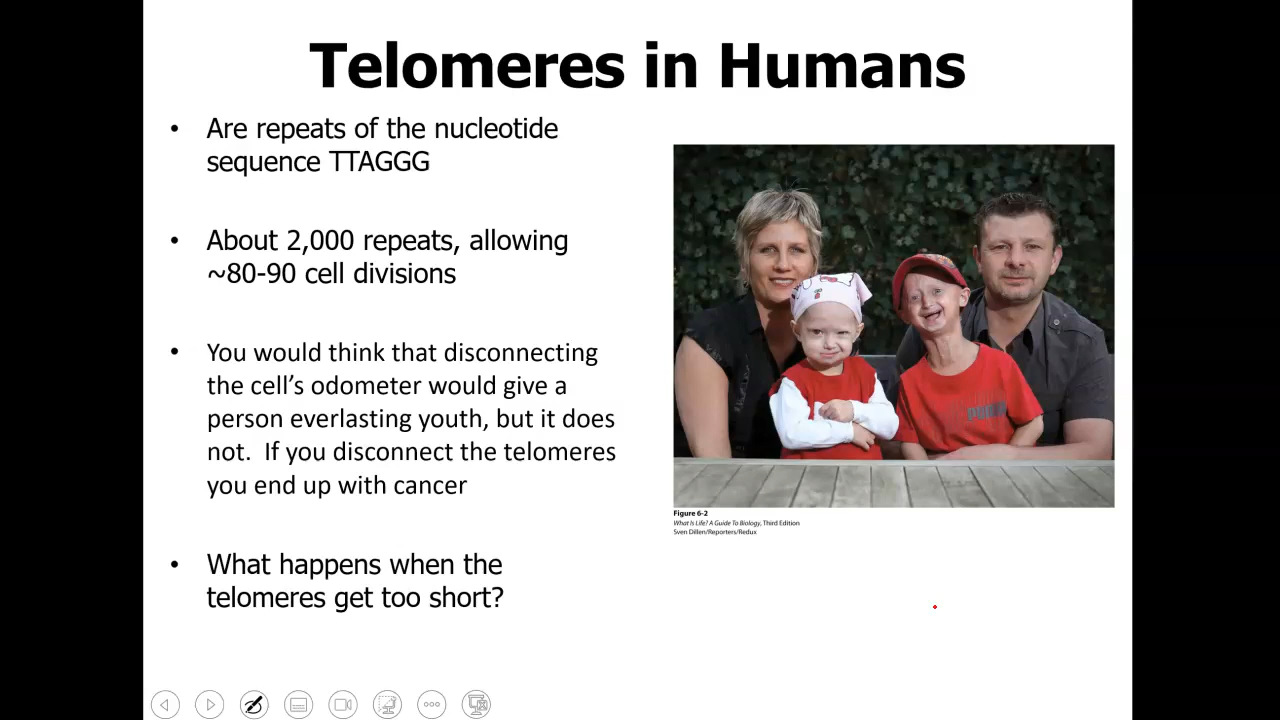 Telomeres in Humans
• Are repeats of the nucleotide
sequence TTAGGG
• About 2,000 repeats, allowing
~80-90 cell divisions
• You would think that disconnecting
the cell’s odometer would give a
person everlasting youth, but it does
not.  If you disconnect the telomeres
you end up with cancer
• What happens when the
telomeres get too short?
Figure 6-2
What Is Life? A Guide To Biology, Third Edition
Sven Dillen/Reporters/Redux